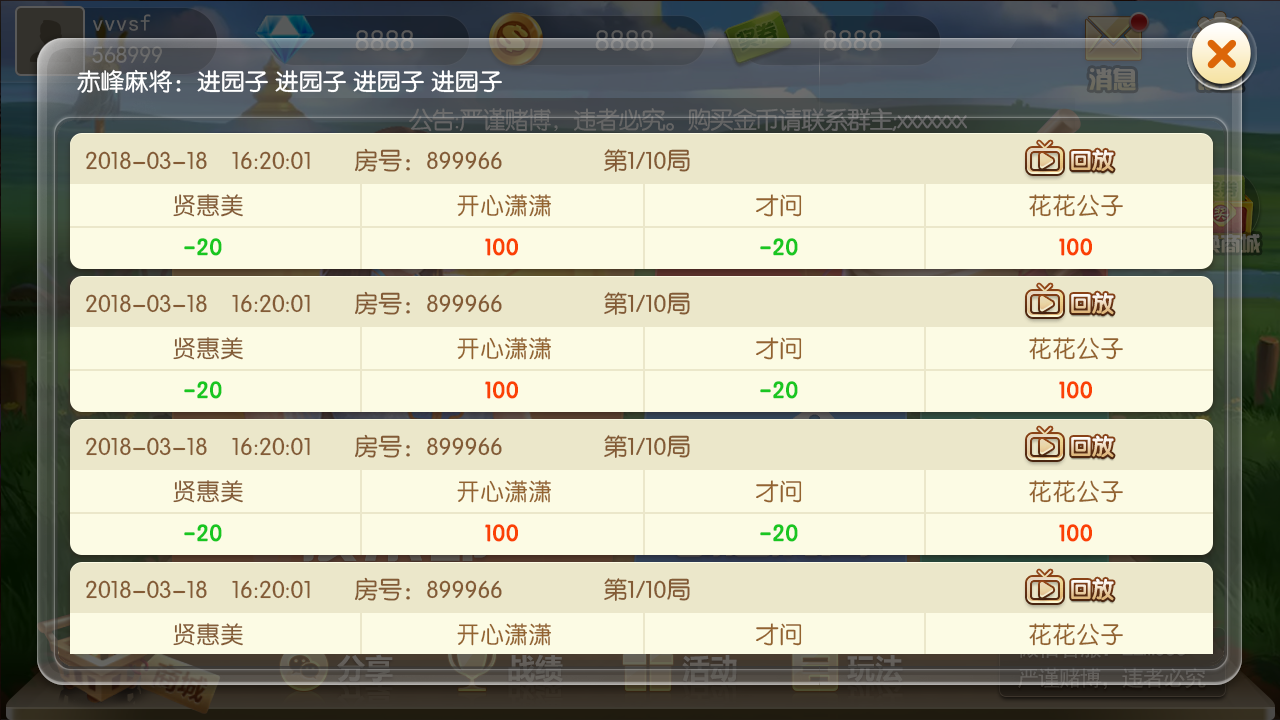 vvvsf
568999
8888
8888
奖券
8888
消息
赤峰麻将：进园子 进园子 进园子 进园子
公告:严谨赌博，违者必究。购买金币请联系群主;xxxxxxx
2018-03-18 16:20:01 房号：899966 第1/10局 回放
贤惠美 开心潇潇 才问 花花公子
-20 100 -20 100
2018-03-18 16:20:01 房号：899966 第1/10局 回放
贤惠美 开心潇潇 才问 花花公子
-20 100 -20 100
2018-03-18 16:20:01 房号：899966 第1/10局 回放
贤惠美 开心潇潇 才问 花花公子
-20 100 -20 100
2018-03-18 16:20:01 房号：899966 第1/10局 回放
贤惠美 开心潇潇 才问 花花公子
商城
分享
战绩
活动
玩法
严谨赌博，违者必究